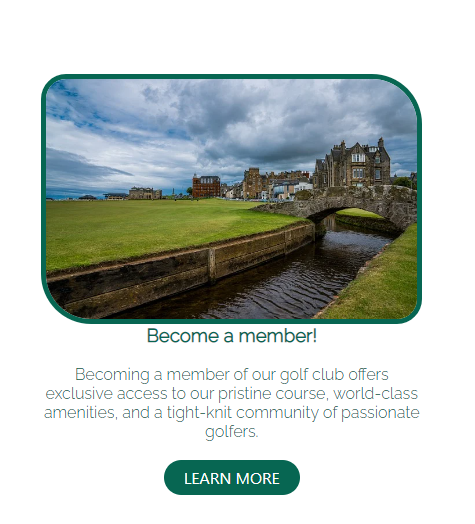 Become a member!
Becoming a member of our golf club offers
exclusive access to our pristine course, world-class
amenities, and a tight-knit community of passionate
golfers.
LEARN MORE